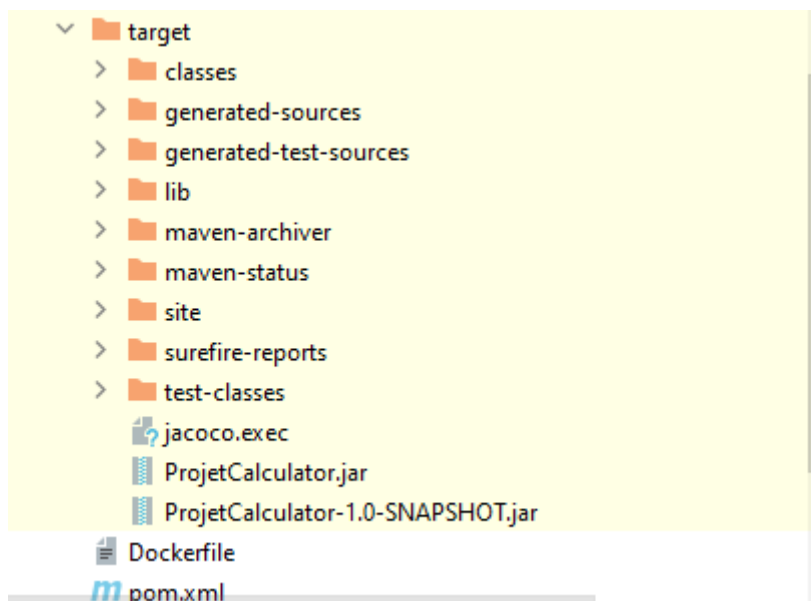 target
classes
generated-sources
generated-test-sources
lib
maven-archiver
maven-status
site
surefire-reports
test-classes
jacoco.exec
ProjetCalculator.jar
ProjetCalculator-1.0-SNAPSHOT.jar
Dockerfile
pom.xml